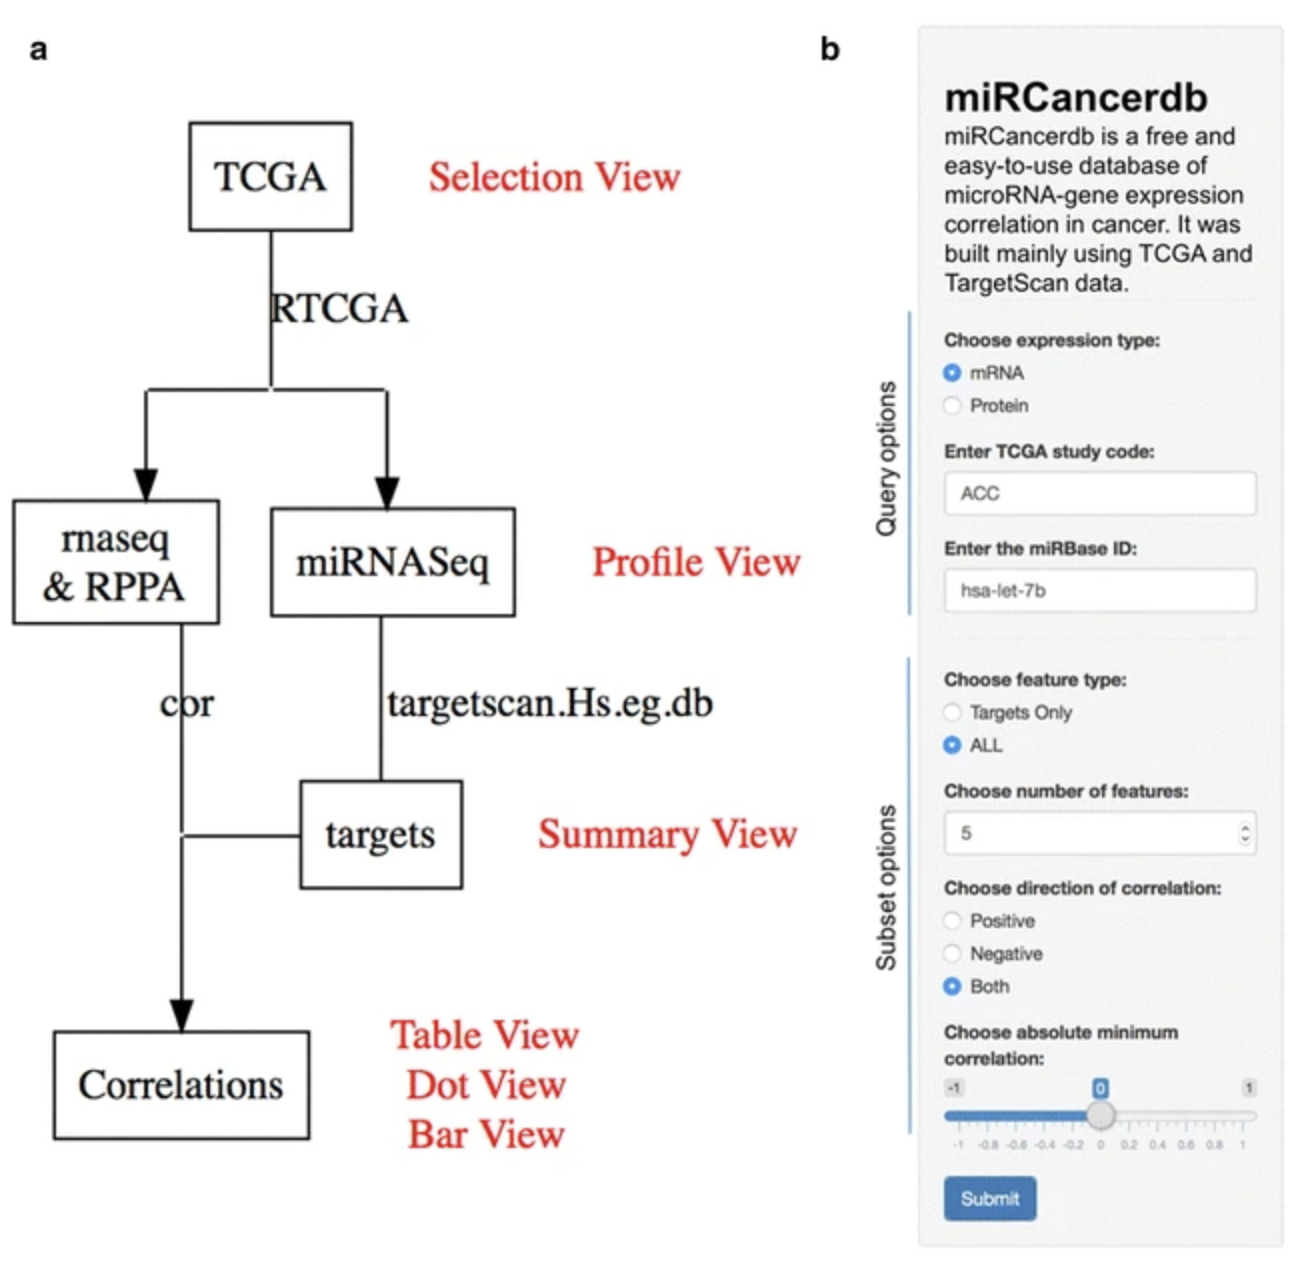 a
TCGA
Selection View
RTCGA
rnaseq
& RPPA
miRNASeq
Profile View
cor
targetscan.Hs.eg.db
targets
Summary View
Correlations
Table View
Dot View
Bar View
b
miRCancerdb
miRCancerdb is a free and
easy-to-use database of
microRNA-gene expression
correlation in cancer. It was
built mainly using TCGA and
TargetScan data.
Query options
Choose expression type:
mRNA
Protein
Enter TCGA study code:
ACC
Enter the miRBase ID:
hsa-let-7b
Subset options
Choose feature type:
Targets Only
ALL
Choose number of features:
5
Choose direction of correlation:
Positive
Negative
Both
Choose absolute minimum
correlation:
-1 0 1
-1 -0.8 -0.6 -0.4 -0.2 0 0.2 0.4 0.6 0.8 1
Submit